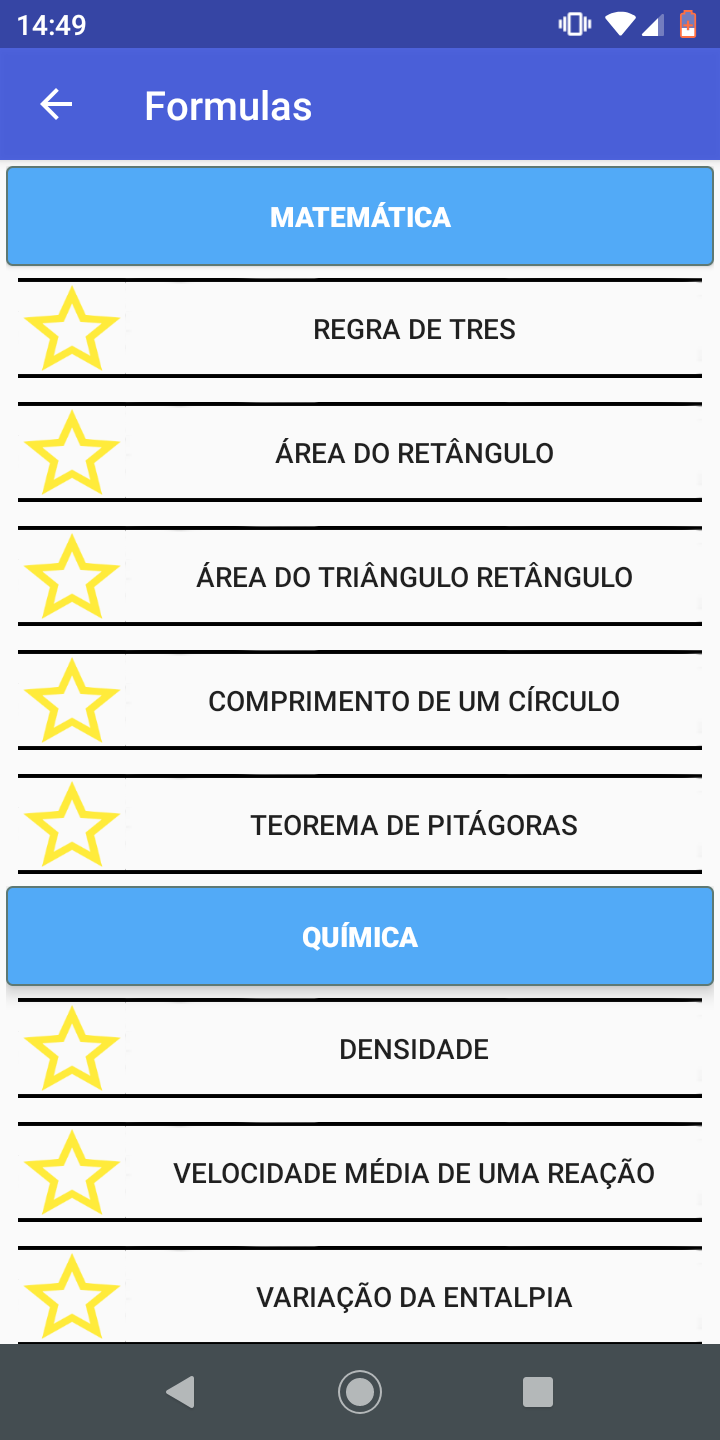 14:49
Formulas
MATEMÁTICA
REGRA DE TRES
ÁREA DO RETÂNGULO
ÁREA DO TRIÂNGULO RETÂNGULO
COMPRIMENTO DE UM CÍRCULO
TEOREMA DE PITÁGORAS
QUÍMICA
DENSIDADE
VELOCIDADE MÉDIA DE UMA REAÇÃO
VARIAÇÃO DA ENTALPIA